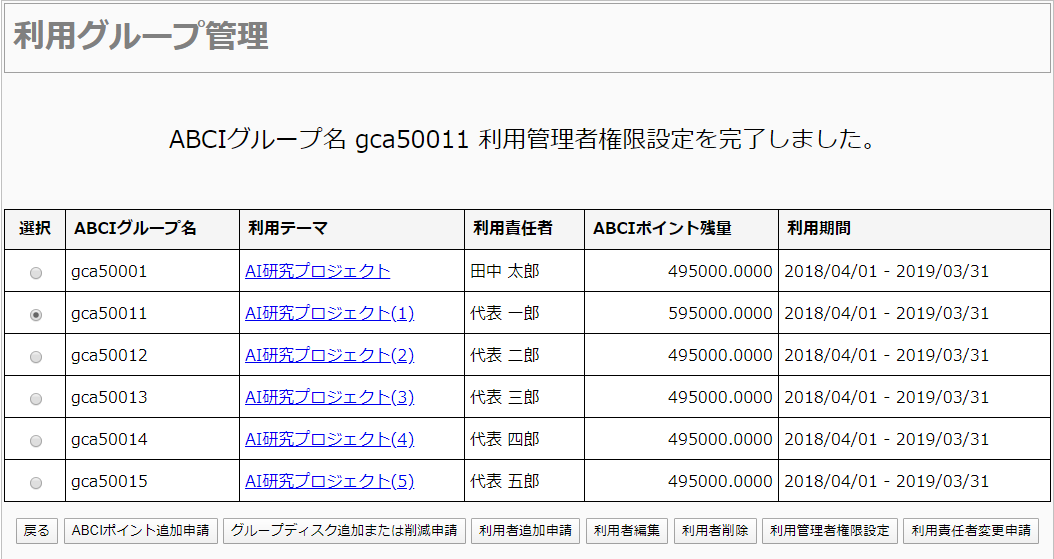 利用グループ管理
ABCIグループ名 gca50011 利用管理者権限設定を完了しました。
選択 ABCIグループ名 利用テーマ 利用責任者 ABCIポイント残量 利用期間
gca50001 AI研究プロジェクト 田中 太郎 495000.0000 2018/04/01 - 2019/03/31
gca50011 AI研究プロジェクト(1) 代表 一郎 595000.0000 2018/04/01 - 2019/03/31
gca50012 AI研究プロジェクト(2) 代表 二郎 495000.0000 2018/04/01 - 2019/03/31
gca50013 AI研究プロジェクト(3) 代表 三郎 495000.0000 2018/04/01 - 2019/03/31
gca50014 AI研究プロジェクト(4) 代表 四郎 495000.0000 2018/04/01 - 2019/03/31
gca50015 AI研究プロジェクト(5) 代表 五郎 495000.0000 2018/04/01 - 2019/03/31
戻る ABCIポイント追加申請 グループディスク追加または削減申請 利用者追加申請 利用者編集 利用者削除 利用管理者権限設定 利用責任者変更申請